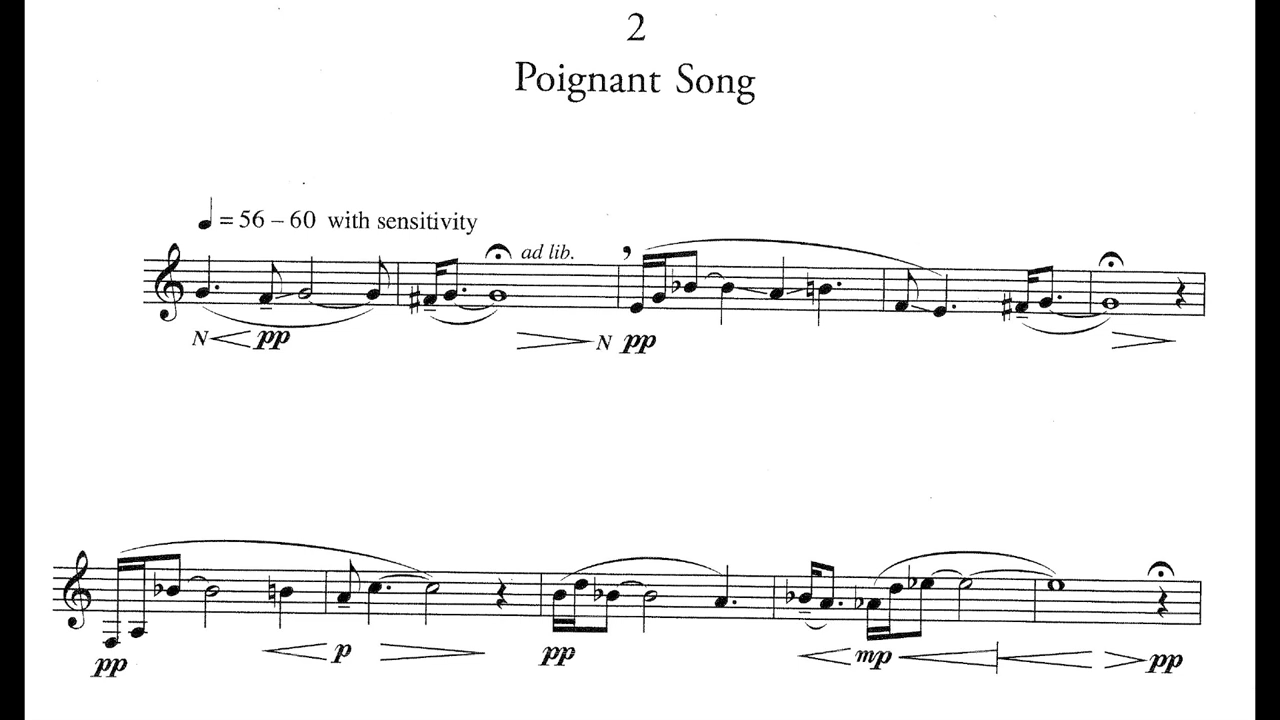 2
Poignant Song
♩ = 56 – 60 with sensitivity
ad lib.
N pp N pp
pp p pp mp pp